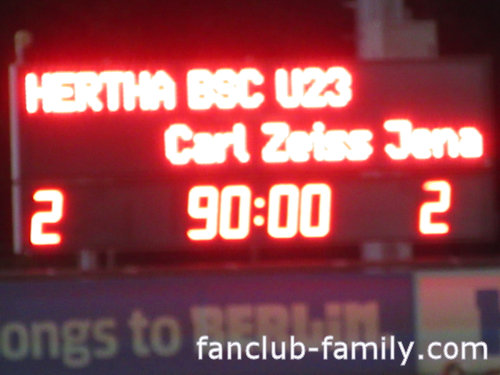 HERTHA BSC U23
Carl Zeiss Jena
2 90:00 2
ongs to BERLIN.
fanclub-family.com